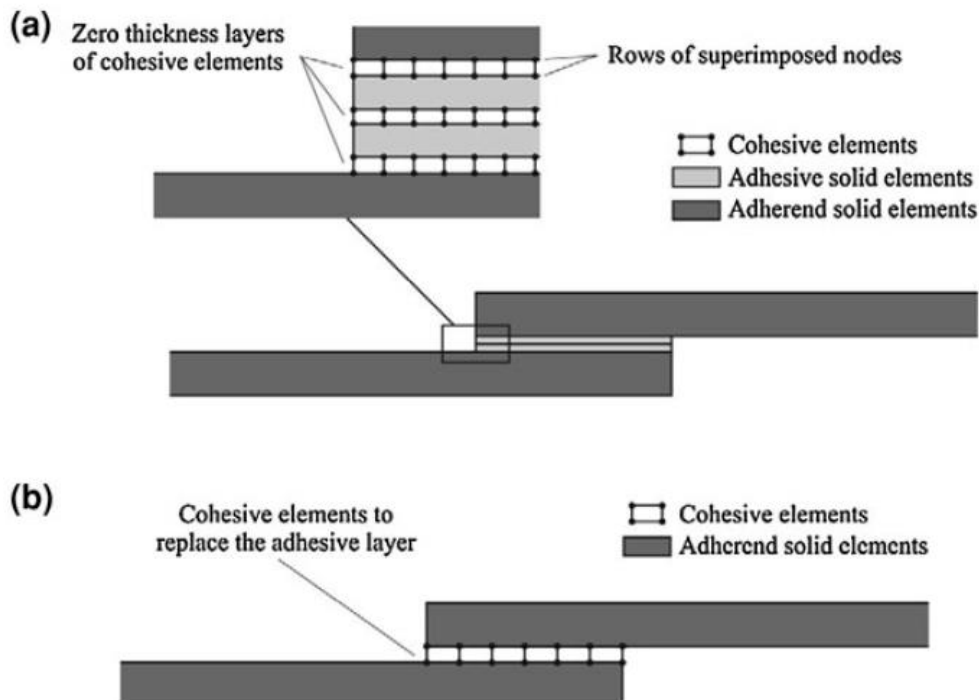 (a)
Zero thickness layers
of cohesive elements
Rows of superimposed nodes
Cohesive elements
Adhesive solid elements
Adherend solid elements
(b)
Cohesive elements to
replace the adhesive layer
Cohesive elements
Adherend solid elements